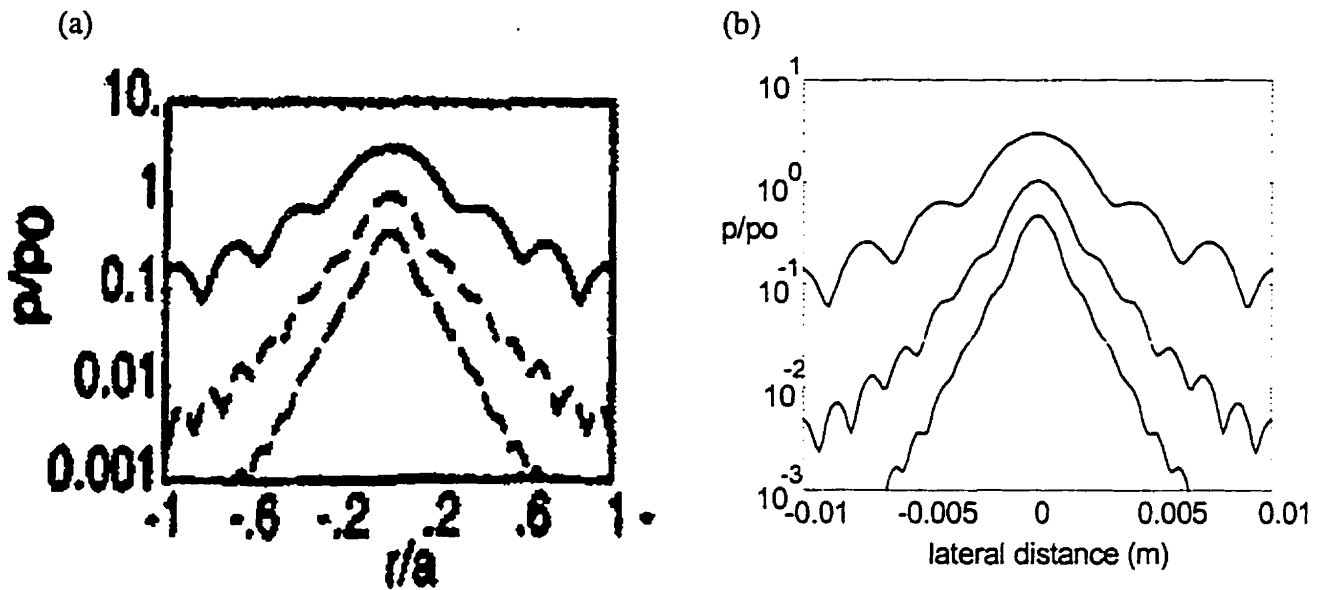 (a)
10.
1
0.1
0.01
0.001
p/po
-1 -.6 -.2 .2 .6 1
r/a
(b)
10^1
10^0
p/po
10^-1
10^-2
10^-3
-0.01 -0.005 0 0.005 0.01
lateral distance (m)